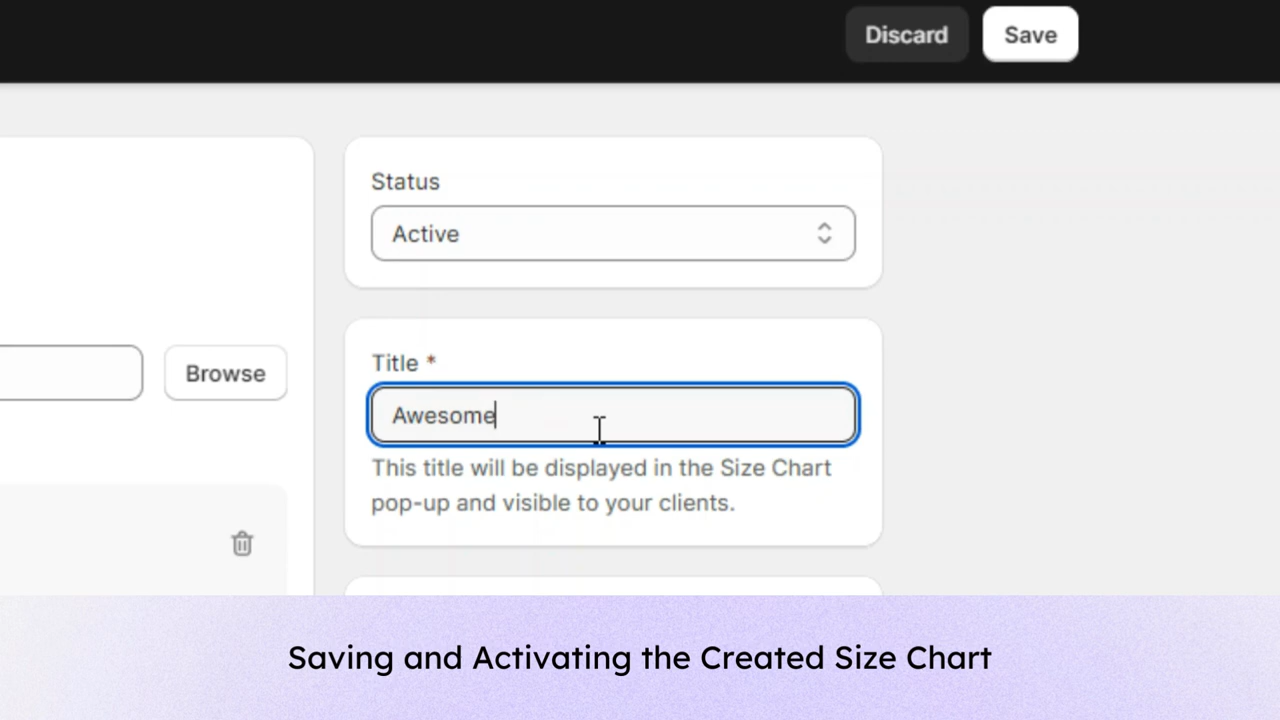 Discard
Save
Status
Active
Browse
Title *
Awesome
This title will be displayed in the Size Chart
pop-up and visible to your clients.
Saving and Activating the Created Size Chart